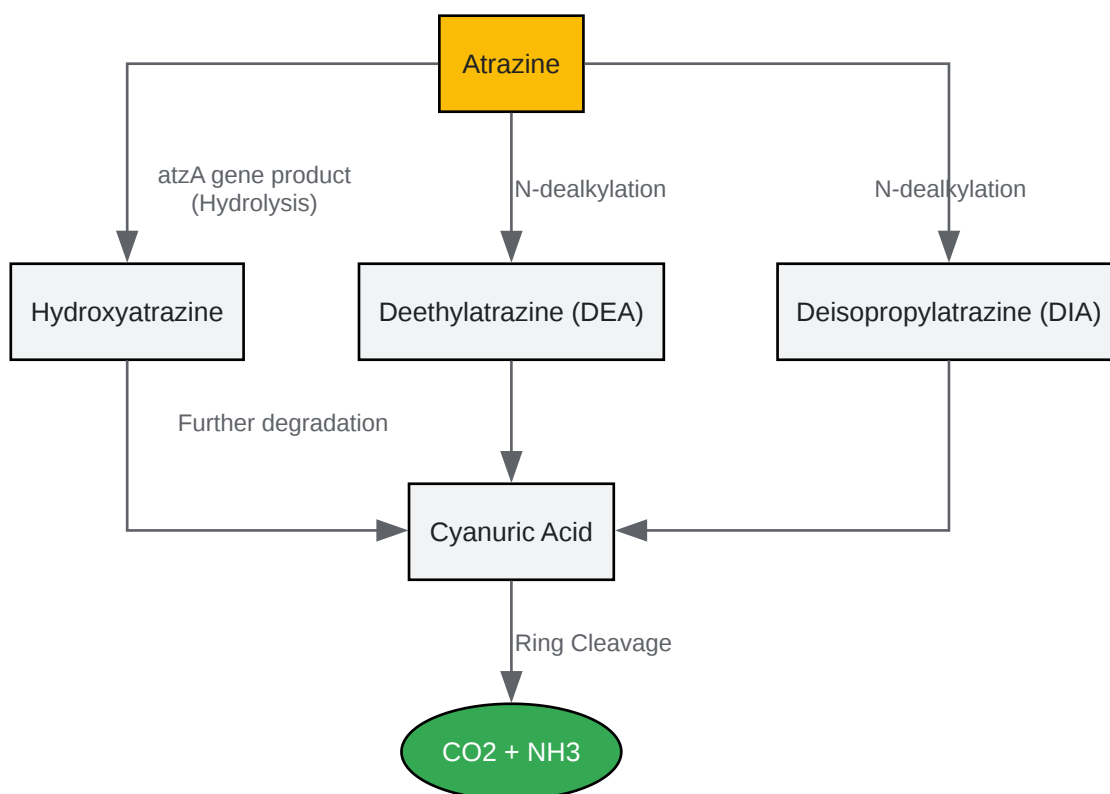 Atrazine
atzA gene product
(Hydrolysis)
N-dealkylation
N-dealkylation
Hydroxyatrazine
Deethylatrazine (DEA)
Deisopropylatrazine (DIA)
Further degradation
Cyanuric Acid
Ring Cleavage
CO2 + NH3